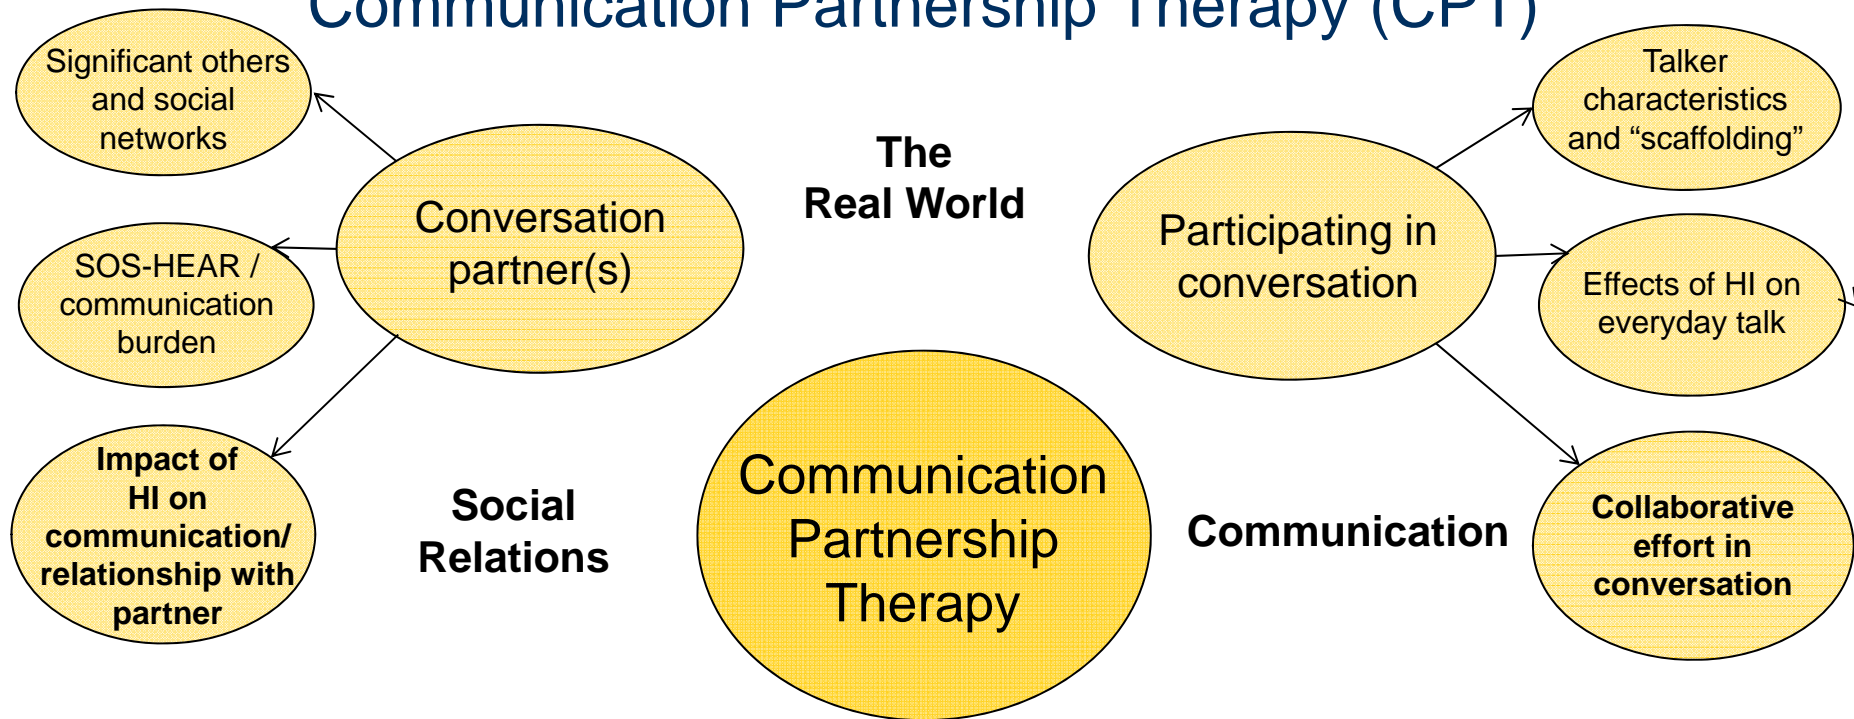 Communication Partnership Therapy (CPT)
Significant others
and social
networks
SOS-HEAR /
communication
burden
Impact of
HI on
communication/
relationship with
partner
Conversation
partner(s)
The
Real World
Social
Relations
Communication
Partnership
Therapy
Participating in
conversation
Communication
Talker
characteristics
and “scaffolding”
Effects of HI on
everyday talk
Collaborative
effort in
conversation